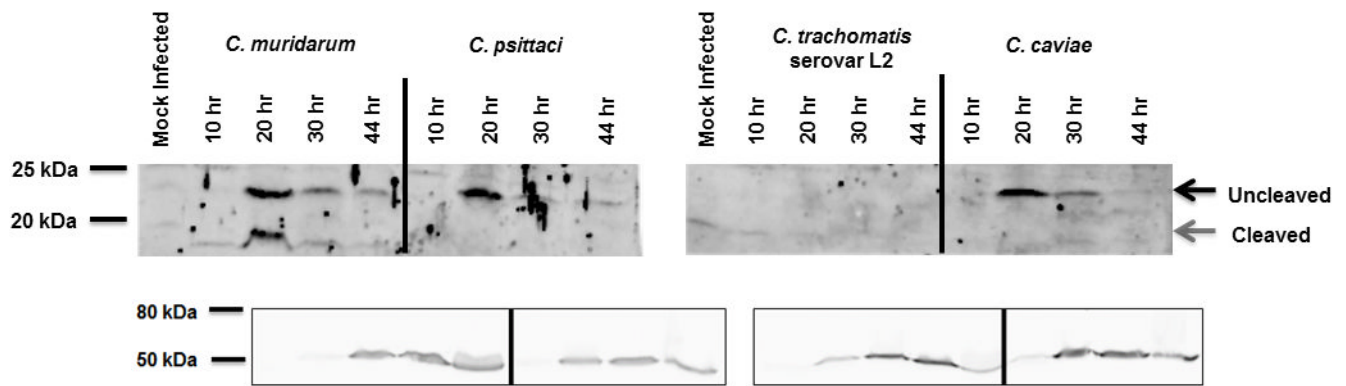 C. muridarum
C. psittaci
C. trachomatis
serovar L2
C. caviae
Mock Infected
10 hr
20 hr
30 hr
44 hr
10 hr
20 hr
30 hr
44 hr
Mock Infected
10 hr
20 hr
30 hr
44 hr
10 hr
20 hr
30 hr
44 hr
25 kDa
20 kDa
Uncleaved
Cleaved
80 kDa
50 kDa